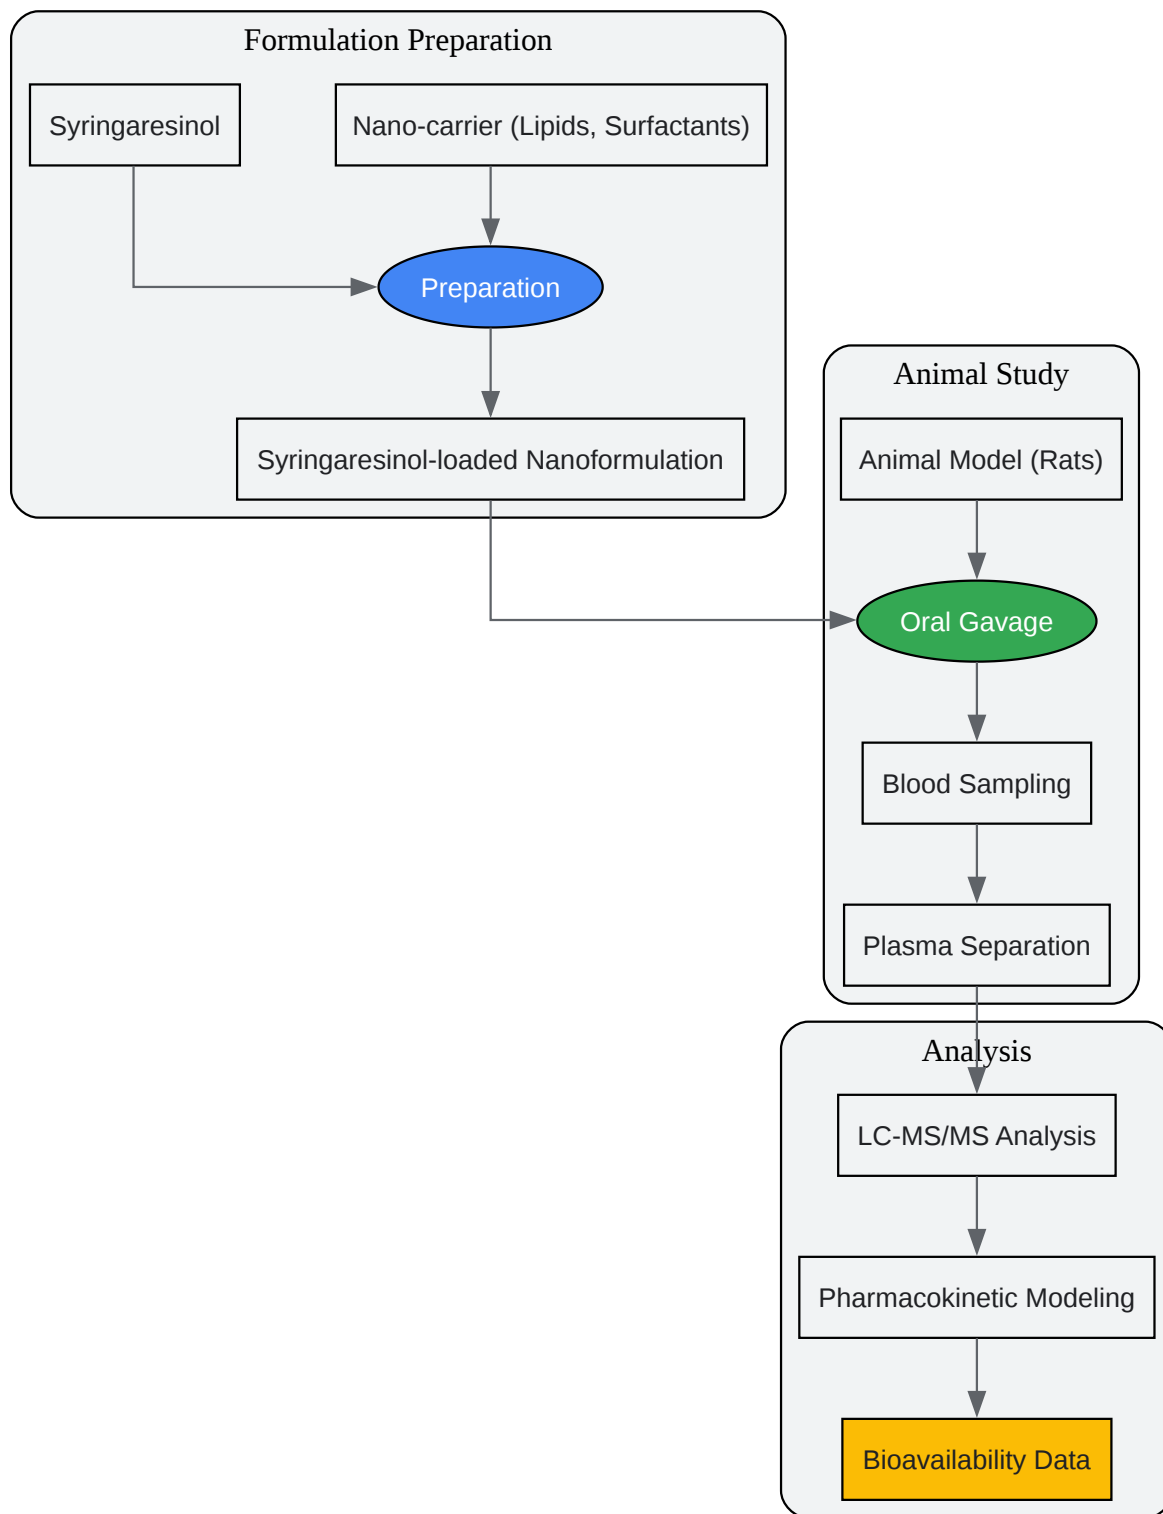 Formulation Preparation
Syringaresinol
Nano-carrier (Lipids, Surfactants)
Preparation
Syringaresinol-loaded Nanoformulation
Animal Study
Animal Model (Rats)
Oral Gavage
Blood Sampling
Plasma Separation
Analysis
LC-MS/MS Analysis
Pharmacokinetic Modeling
Bioavailability Data